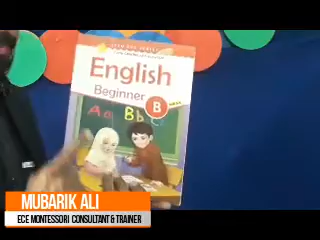 English
Beginner
B
Aa Bb C
MUBARIK ALI
ECE MONTESSORI CONSULTANT & TRAINER